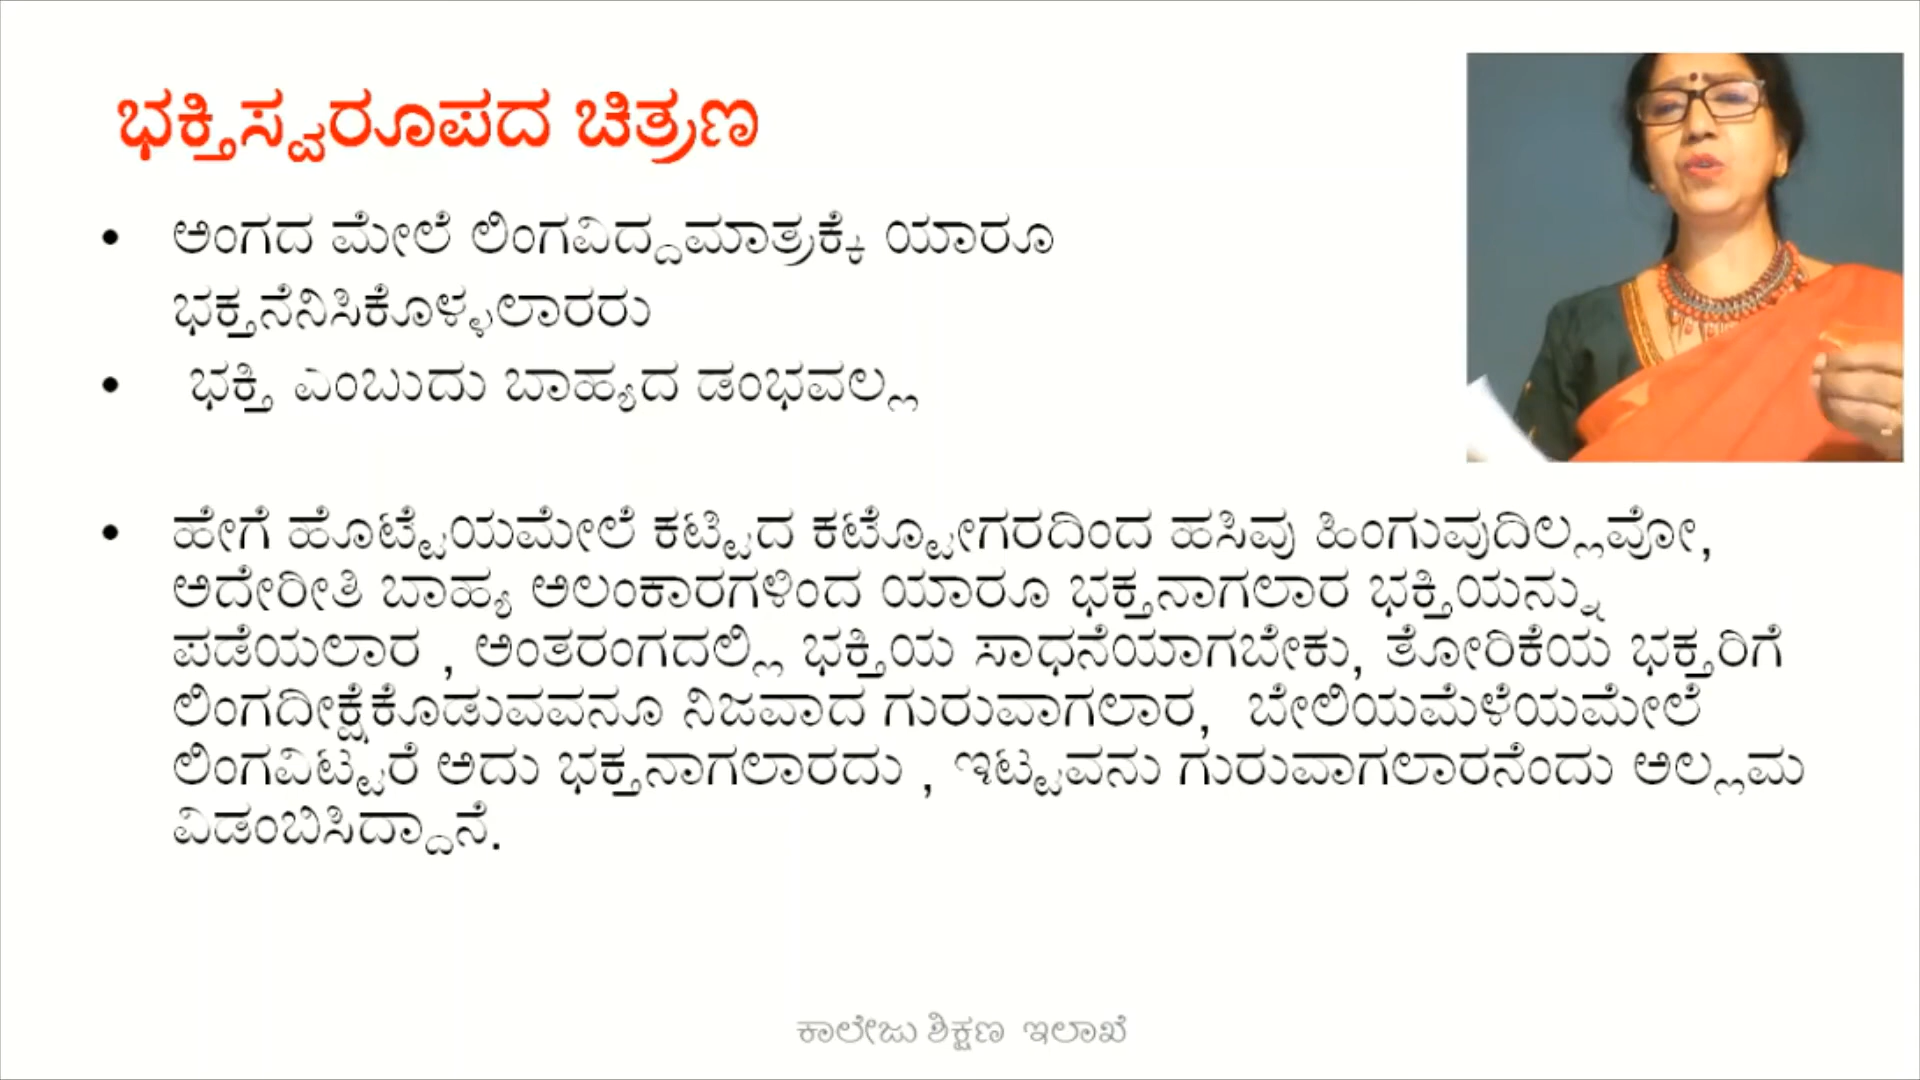 ಭಕ್ತಿಸ್ವರೂಪದ ಚಿತ್ರಣ
• ಅಂಗದ ಮೇಲೆ ಲಿಂಗವಿದ್ದಮಾತ್ರಕ್ಕೆ ಯಾರೂ
ಭಕ್ತನೆನಿಸಿಕೊಳ್ಳಲಾರರು
• ಭಕ್ತಿ ಎಂಬುದು ಬಾಹ್ಯದ ಡಂಭವಲ್ಲ
• ಹೇಗೆ ಹೊಟ್ಟೆಯಮೇಲೆ ಕಟ್ಟಿದ ಕಟ್ಟೋಗರದಿಂದ ಹಸಿವು ಹಿಂಗುವುದಿಲ್ಲವೋ,
ಅದೇರೀತಿ ಬಾಹ್ಯ ಅಲಂಕಾರಗಳಿಂದ ಯಾರೂ ಭಕ್ತನಾಗಲಾರ ಭಕ್ತಿಯನ್ನು
ಪಡೆಯಲಾರ , ಅಂತರಂಗದಲ್ಲಿ ಭಕ್ತಿಯ ಸಾಧನೆಯಾಗಬೇಕು, ತೋರಿಕೆಯ ಭಕ್ತರಿಗೆ
ಲಿಂಗದೀಕ್ಷೆಕೊಡುವವನೂ ನಿಜವಾದ ಗುರುವಾಗಲಾರ, ಬೇಲಿಯಮೆಳೆಯಮೇಲೆ
ಲಿಂಗವಿಟ್ಟರೆ ಅದು ಭಕ್ತನಾಗಲಾರದು , ಇಟ್ಟವನು ಗುರುವಾಗಲಾರನೆಂದು ಅಲ್ಲಮ
ವಿಡಂಬಿಸಿದ್ದಾನೆ.
ಕಾಲೇಜು ಶಿಕ್ಷಣ ಇಲಾಖೆ